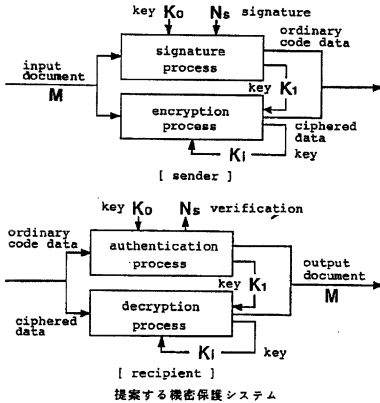 key K0 Ns signature
ordinary
code data
signature
process
input
document
M
key K1
encryption
process
ciphered
data
Ki
key
[ sender ]
key K0 Ns verification
ordinary
code data
authentication
process
output
document
M
key K1
decryption
process
ciphered
data
Ki
key
[ recipient ]
提案する機密保護システム